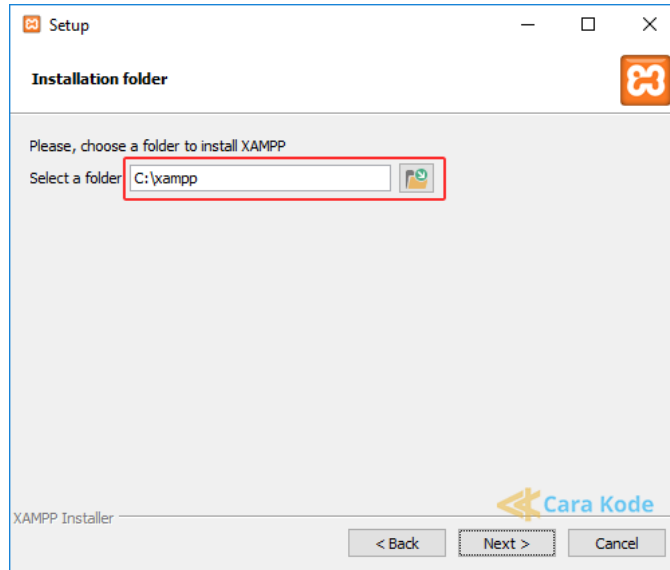 Setup
Installation folder
Please, choose a folder to install XAMPP
Select a folder C:\xampp
Cara Kode
XAMPP Installer
< Back Next > Cancel